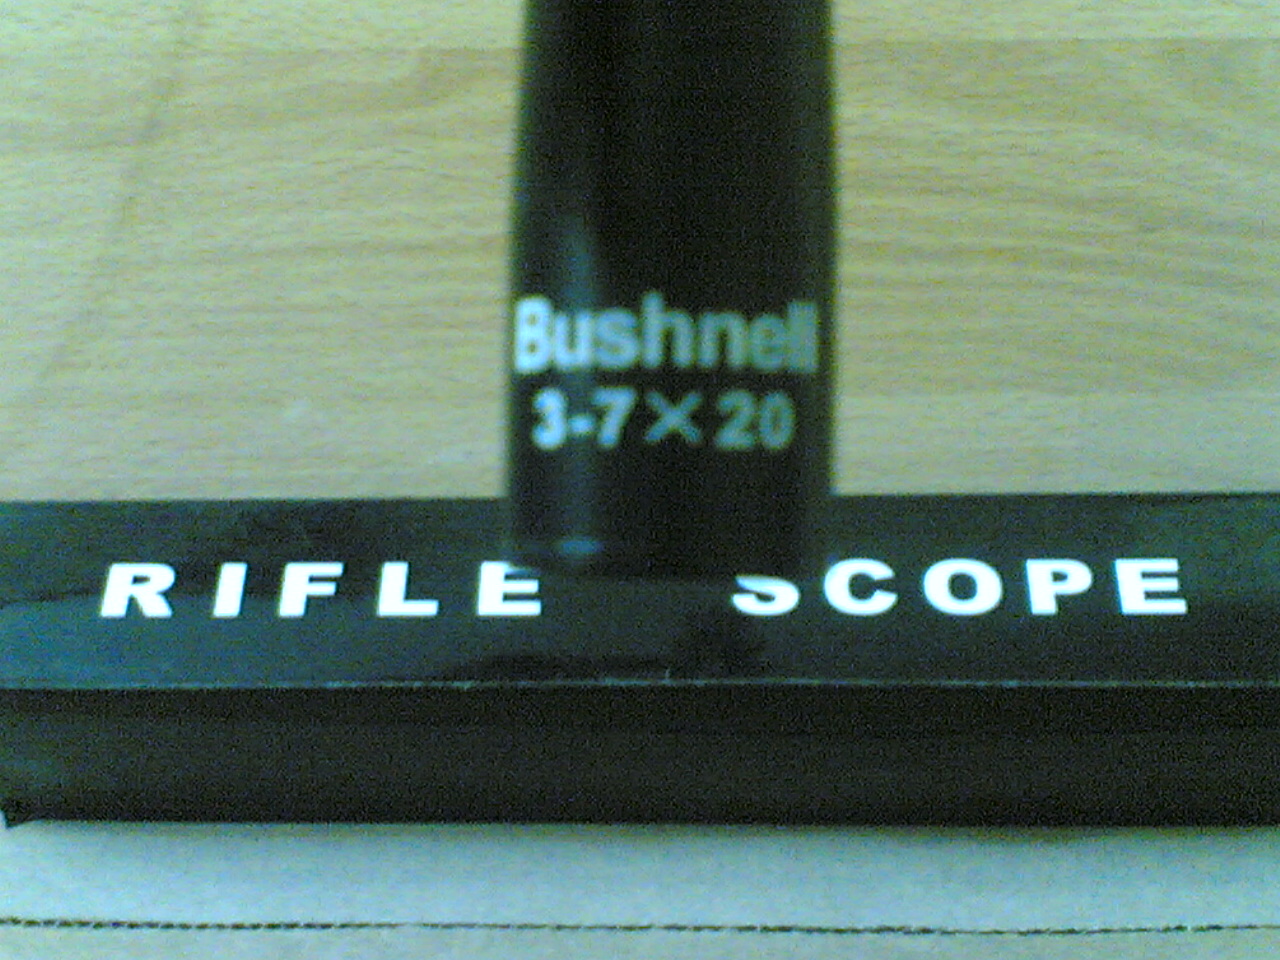 Bushnell
3-7×20
RIFLE SCOPE